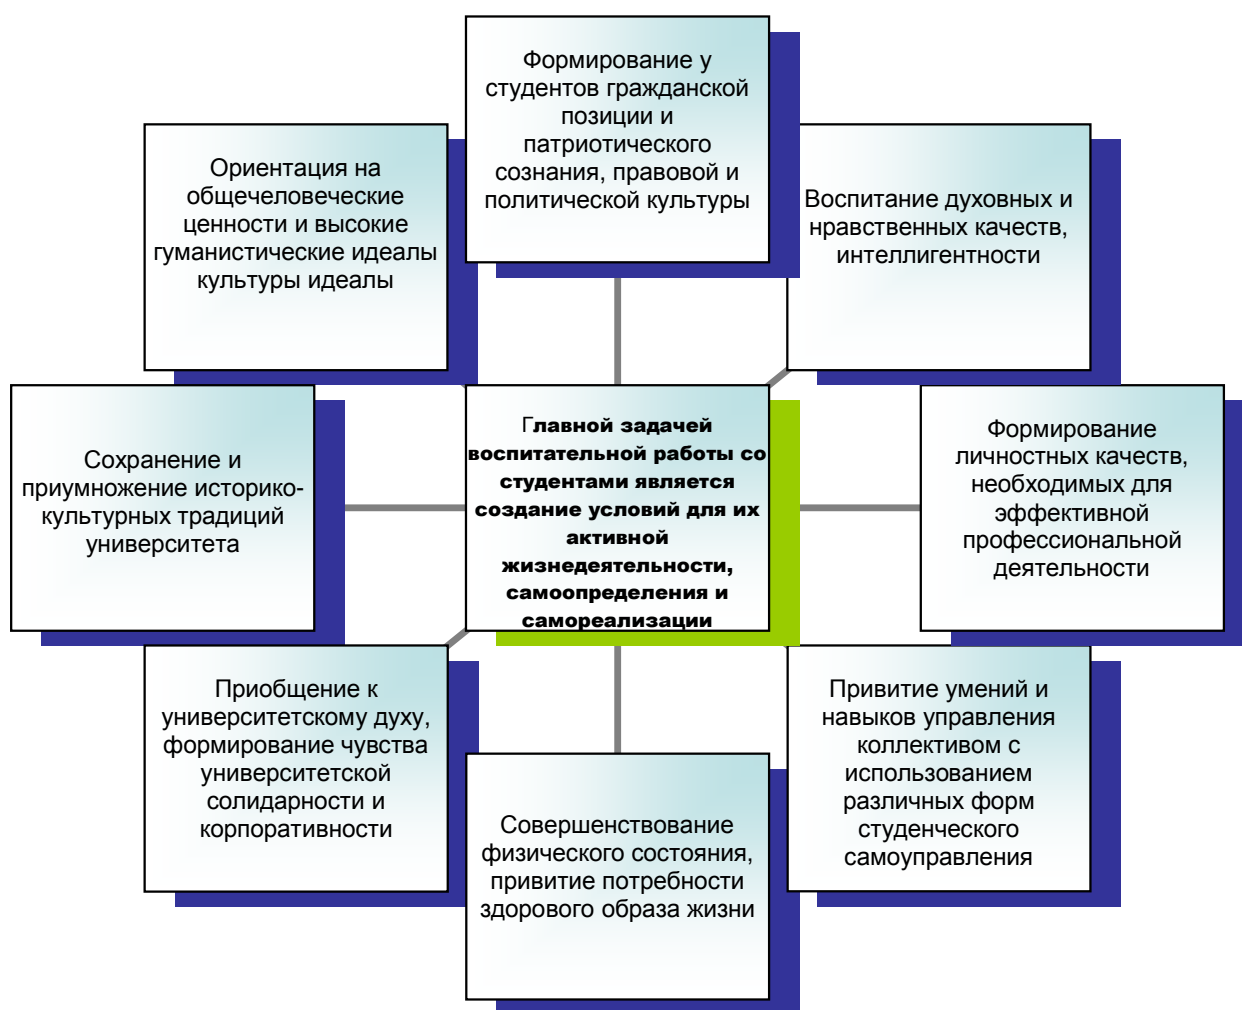 Формирование у
студентов гражданской
позиции и
патриотического
сознания, правовой и
политической культуры
Ориентация на
общечеловеческие
ценности и высокие
гуманистические идеалы
культуры идеалы
Воспитание духовных и
нравственных качеств,
интеллигентности
Сохранение и
приумножение историко-
культурных традиций
университета
Главной задачей
воспитательной работы со
студентами является
создание условий для их
активной
жизнедеятельности,
самоопределения и
самореализации
Формирование
личностных качеств,
необходимых для
эффективной
профессиональной
деятельности
Приобщение к
университетскому духу,
формирование чувства
университетской
солидарности и
корпоративности
Совершенствование
физического состояния,
привитие потребности
здорового образа жизни
Привитие умений и
навыков управления
коллективом с
использованием
различных форм
студенческого
самоуправления